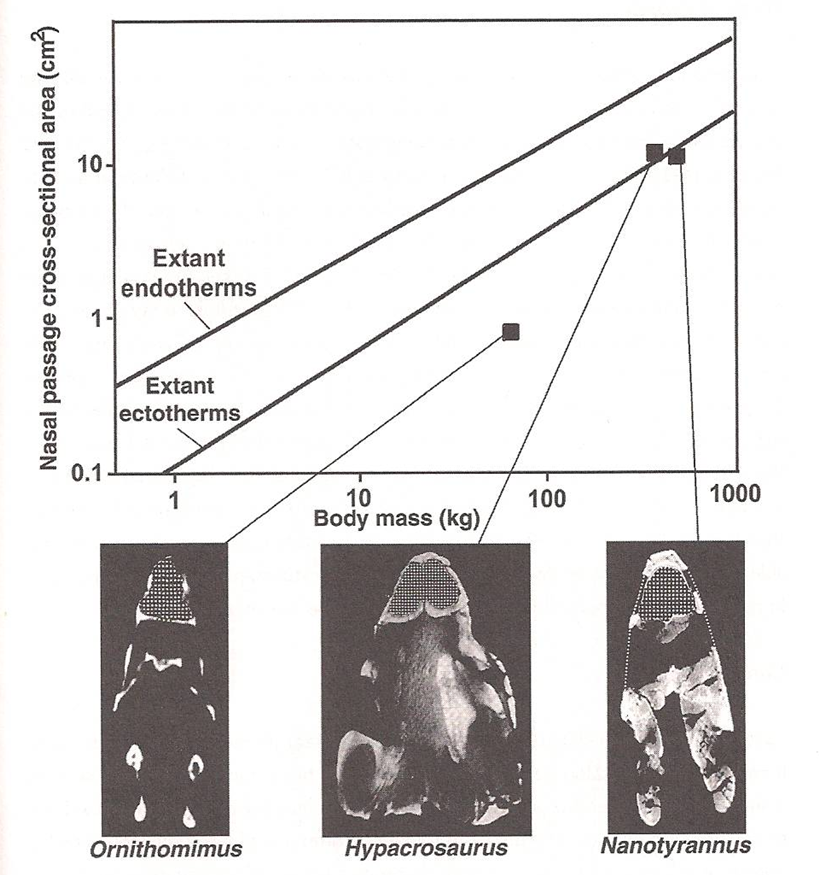 Nasal passage cross-sectional area (cm2)
10
1
0.1
Extant
endotherms
Extant
ectotherms
1
10
100
1000
Body mass (kg)
Ornithomimus
Hypacrosaurus
Nanotyrannus